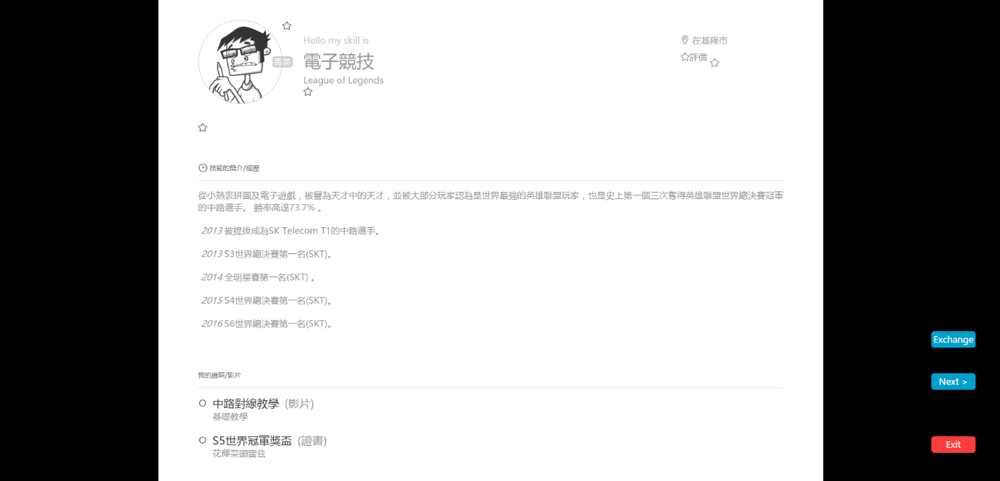 Hello my skill is
電子競技
菁英
League of Legends
在基隆市
評價
技能的簡介/經歷
從小熱衷拼圖及電子遊戲，被譽為天才中的天才，並被大部分玩家認為是世界最強的英雄聯盟玩家，也是史上第一個三次奪得英雄聯盟世界總決賽冠軍
的中路選手。 勝率高達73.7% 。
2013 被提拔成為SK Telecom T1的中路選手。
2013 S3世界總決賽第一名(SKT)。
2014 全明星賽第一名(SKT) 。
2015 S4世界總決賽第一名(SKT)。
2016 S6世界總決賽第一名(SKT)。
我的證照/影片
中路對線教學 (影片)
基礎教學
S5世界冠軍獎盃 (證書)
花椰菜頭雷茲
Exchange
Next >
Exit